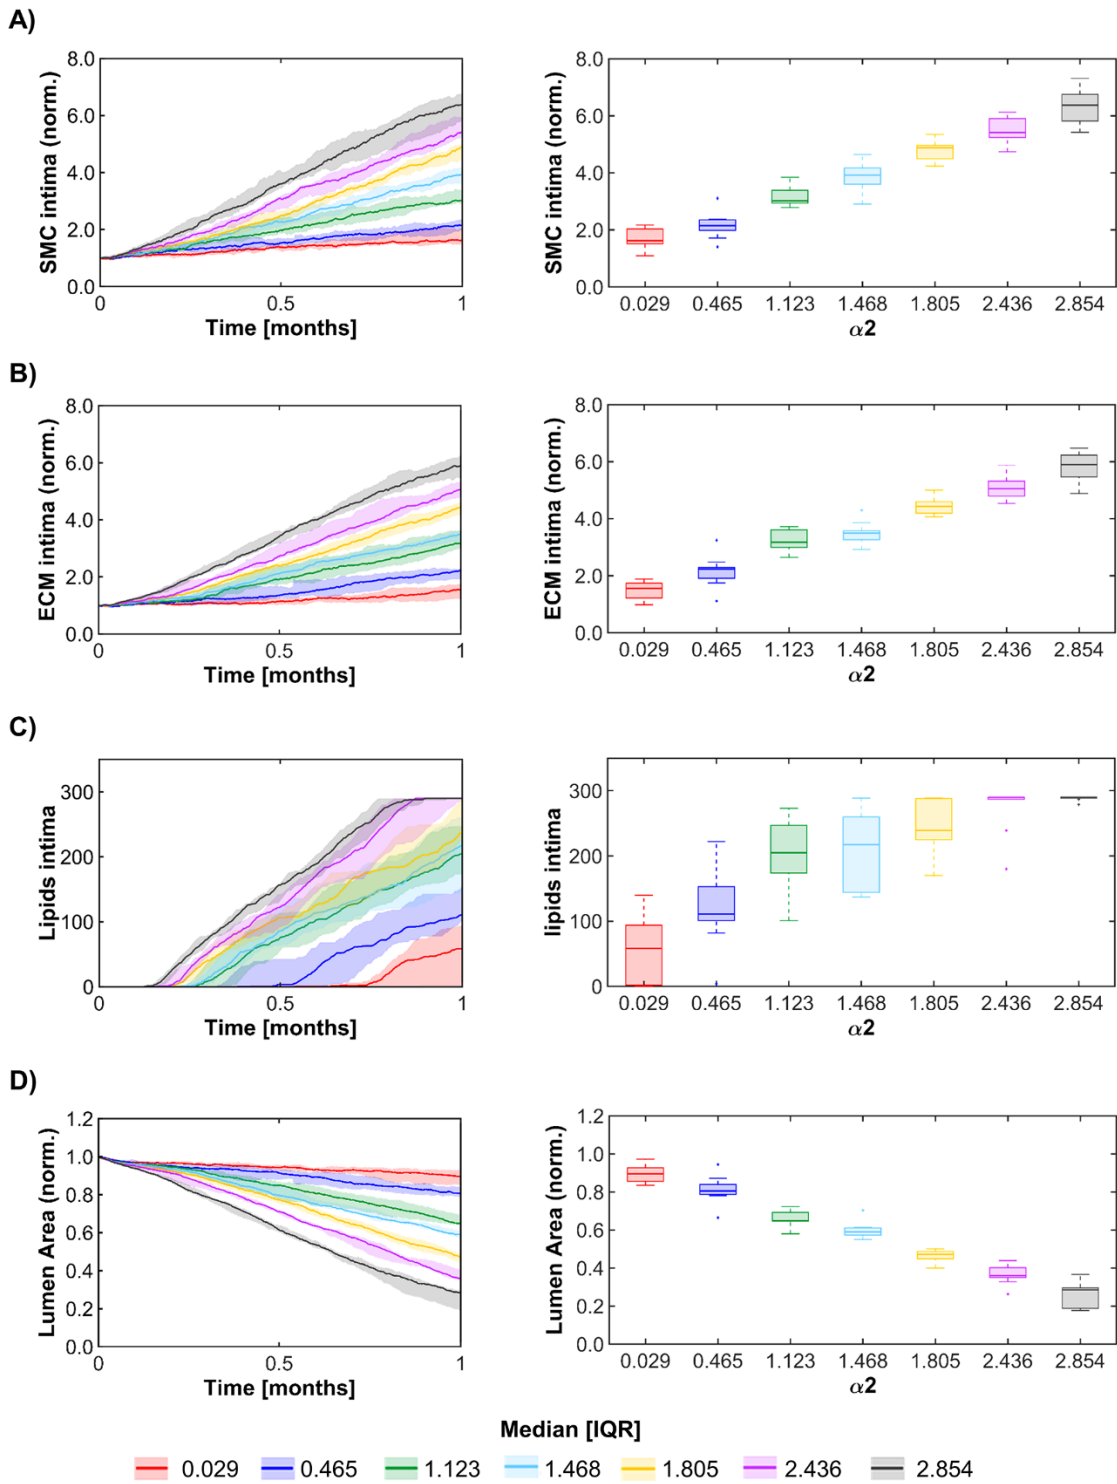 A)
8.0
6.0
4.0
2.0
0.0
SMC intima (norm.)
0 0.5 1
Time [months]
8.0
6.0
4.0
2.0
0.0
SMC intima (norm.)
0.029 0.465 1.123 1.468 1.805 2.436 2.854
α2
B)
8.0
6.0
4.0
2.0
0.0
ECM intima (norm.)
0 0.5 1
Time [months]
8.0
6.0
4.0
2.0
0.0
ECM intima (norm.)
0.029 0.465 1.123 1.468 1.805 2.436 2.854
α2
C)
300
200
100
0
Lipids intima
0 0.5 1
Time [months]
300
200
100
0
lipids intima
0.029 0.465 1.123 1.468 1.805 2.436 2.854
α2
D)
1.2
1.0
0.8
0.6
0.4
0.2
0.0
Lumen Area (norm.)
0 0.5 1
Time [months]
1.2
1.0
0.8
0.6
0.4
0.2
0.0
Lumen Area (norm.)
0.029 0.465 1.123 1.468 1.805 2.436 2.854
α2
Median [IQR]
0.029 0.465 1.123 1.468 1.805 2.436 2.854